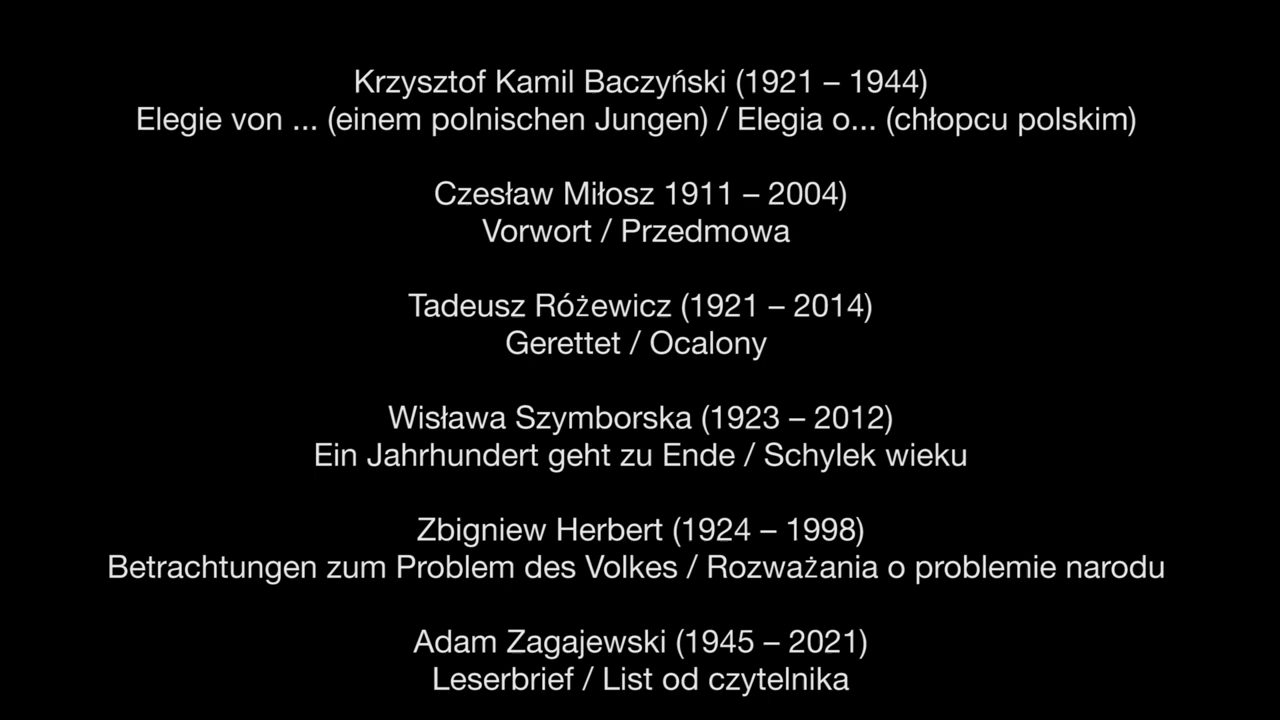 Krzysztof Kamil Baczyński (1921 – 1944)
Elegie von ... (einem polnischen Jungen) / Elegia o... (chłopcu polskim)
Czesław Miłosz 1911 – 2004)
Vorwort / Przedmowa
Tadeusz Różewicz (1921 – 2014)
Gerettet / Ocalony
Wisława Szymborska (1923 – 2012)
Ein Jahrhundert geht zu Ende / Schylek wieku
Zbigniew Herbert (1924 – 1998)
Betrachtungen zum Problem des Volkes / Rozważania o problemie narodu
Adam Zagajewski (1945 – 2021)
Leserbrief / List od czytelnika